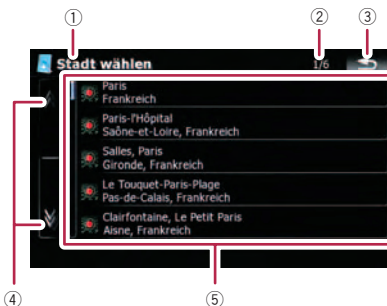 ① ② ③
Stadt wählen 1/6
Paris
Frankreich
Paris-l'Hôpital
Saône-et-Loire, Frankreich
Salles, Paris
Gironde, Frankreich
Le Touquet-Paris-Plage
Pas-de-Calais, Frankreich
Clairfontaine, Le Petit Paris
Aisne, Frankreich
④ ⑤